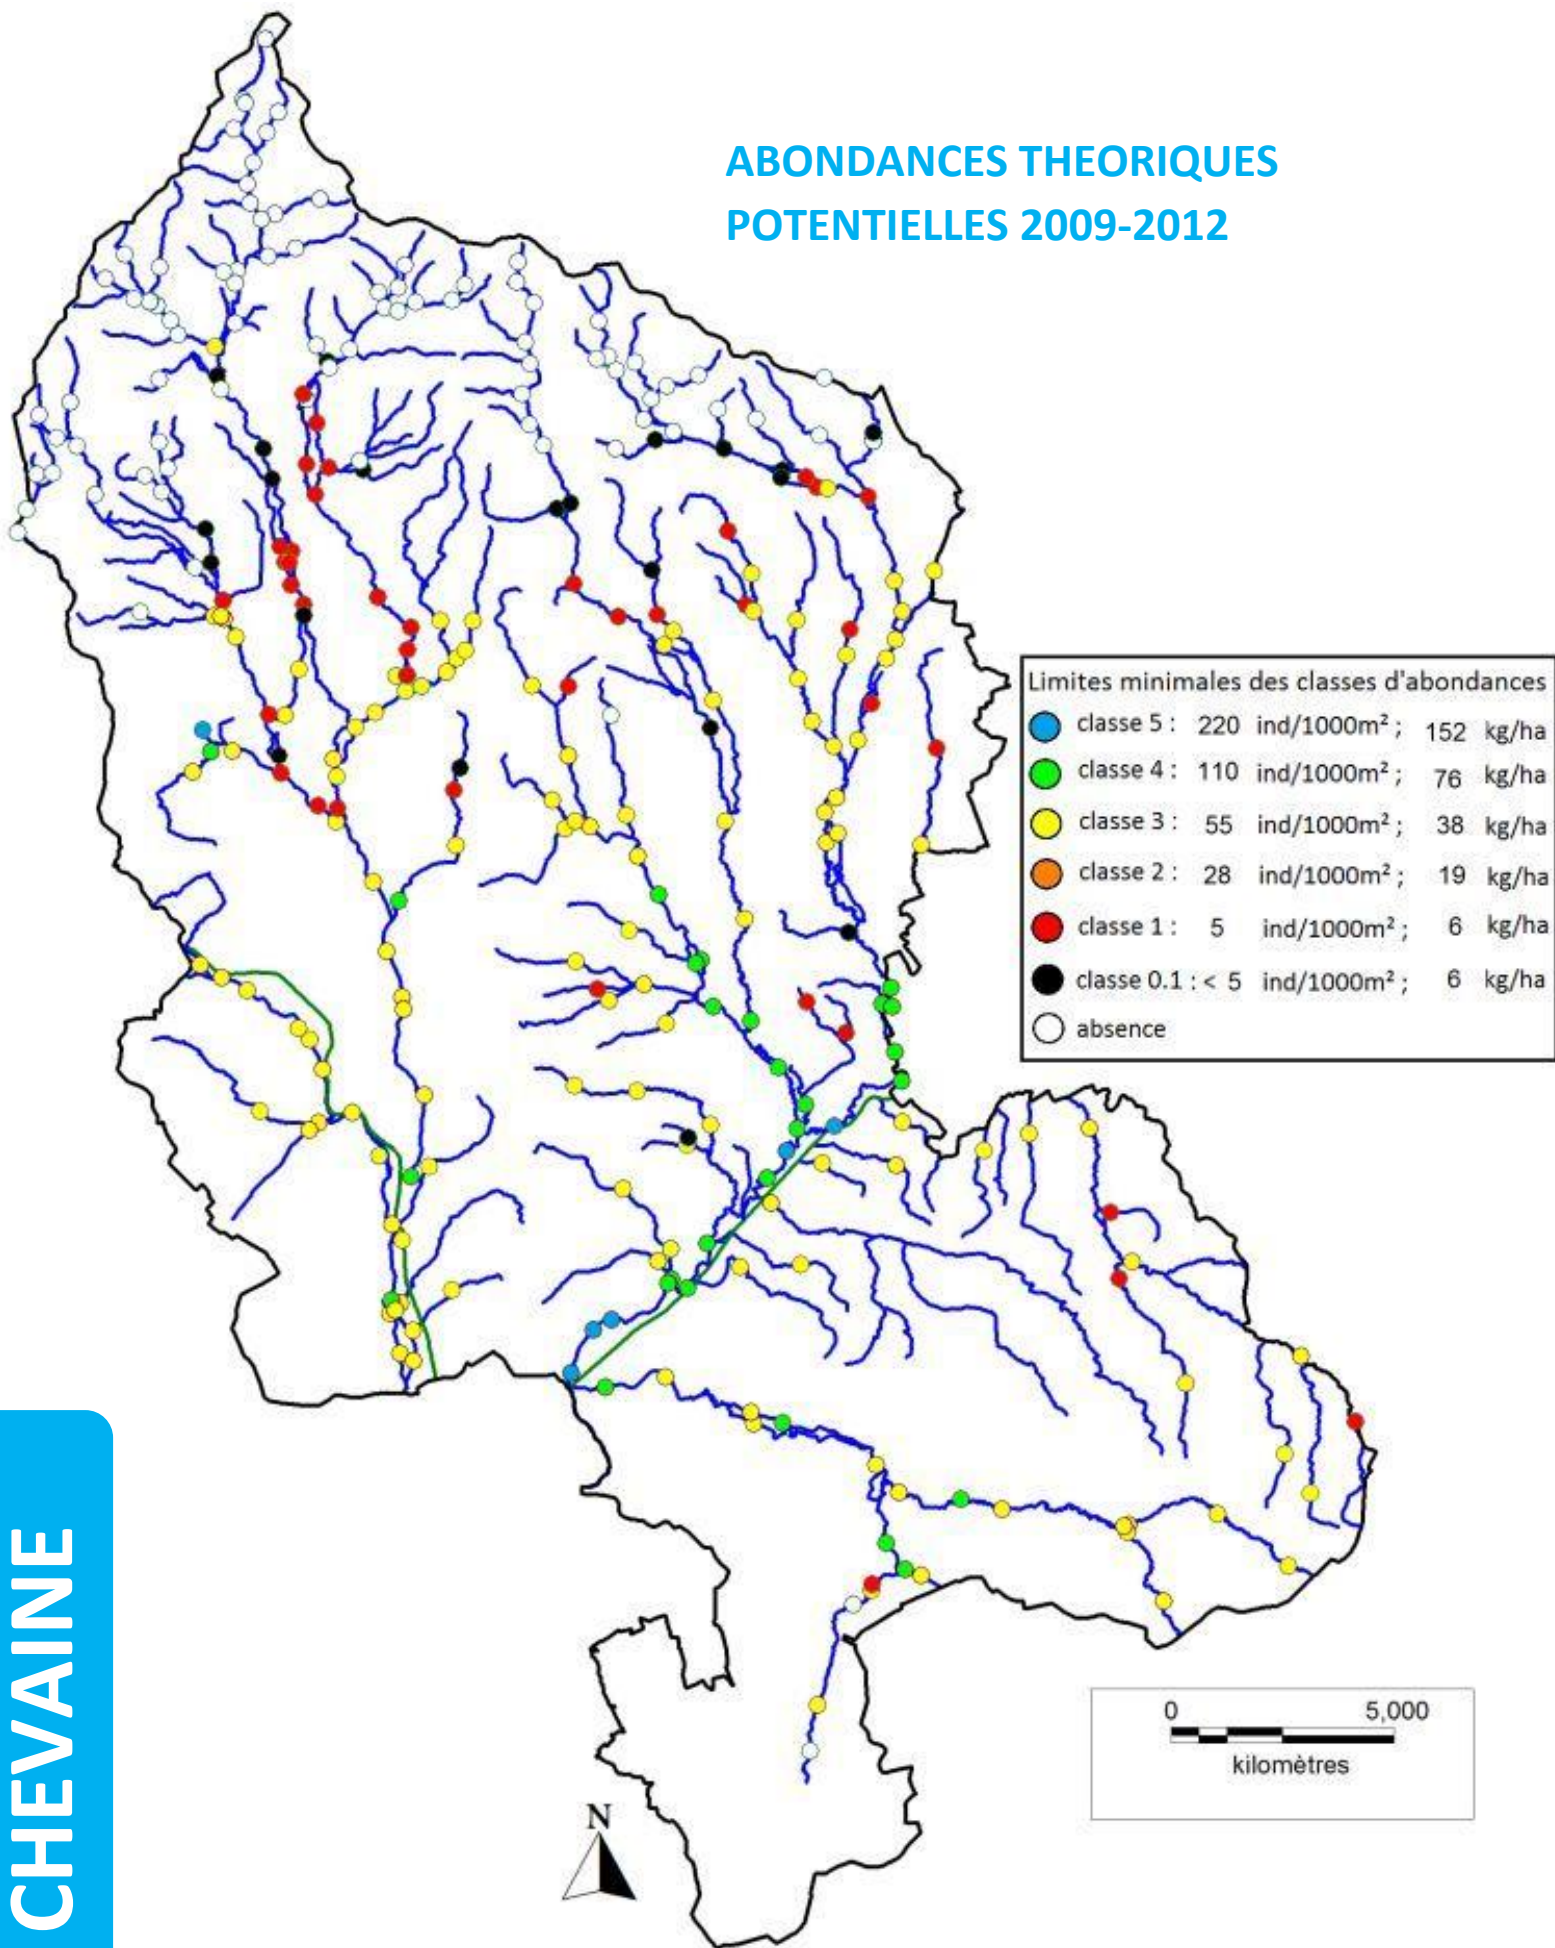 ABONDANCES THEORIQUES
POTENTIELLES 2009-2012
Limites minimales des classes d'abondances
classe 5 : 220 ind/1000m² ; 152 kg/ha
classe 4 : 110 ind/1000m² ; 76 kg/ha
classe 3 : 55 ind/1000m² ; 38 kg/ha
classe 2 : 28 ind/1000m² ; 19 kg/ha
classe 1 : 5 ind/1000m² ; 6 kg/ha
classe 0.1 : < 5 ind/1000m² ; 6 kg/ha
absence
CHEVAINE
0 5,000
kilomètres
N